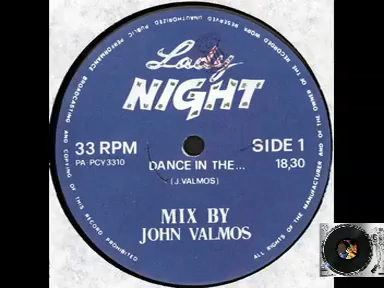 Lady
NIGHT
33 RPM
PA-PCY3310
SIDE 1
18,30
DANCE IN THE...
(J.VALMOS)
MIX BY
JOHN VALMOS
ALL RIGHTS OF THE MANUFACTURER AND OF THE OWNER OF THE RECORDED WORK RESERVED UNAUTHORIZED PUBLIC PERFORMANCE BROADCASTING AND COPYING OF THIS RECORD PROHIBITED